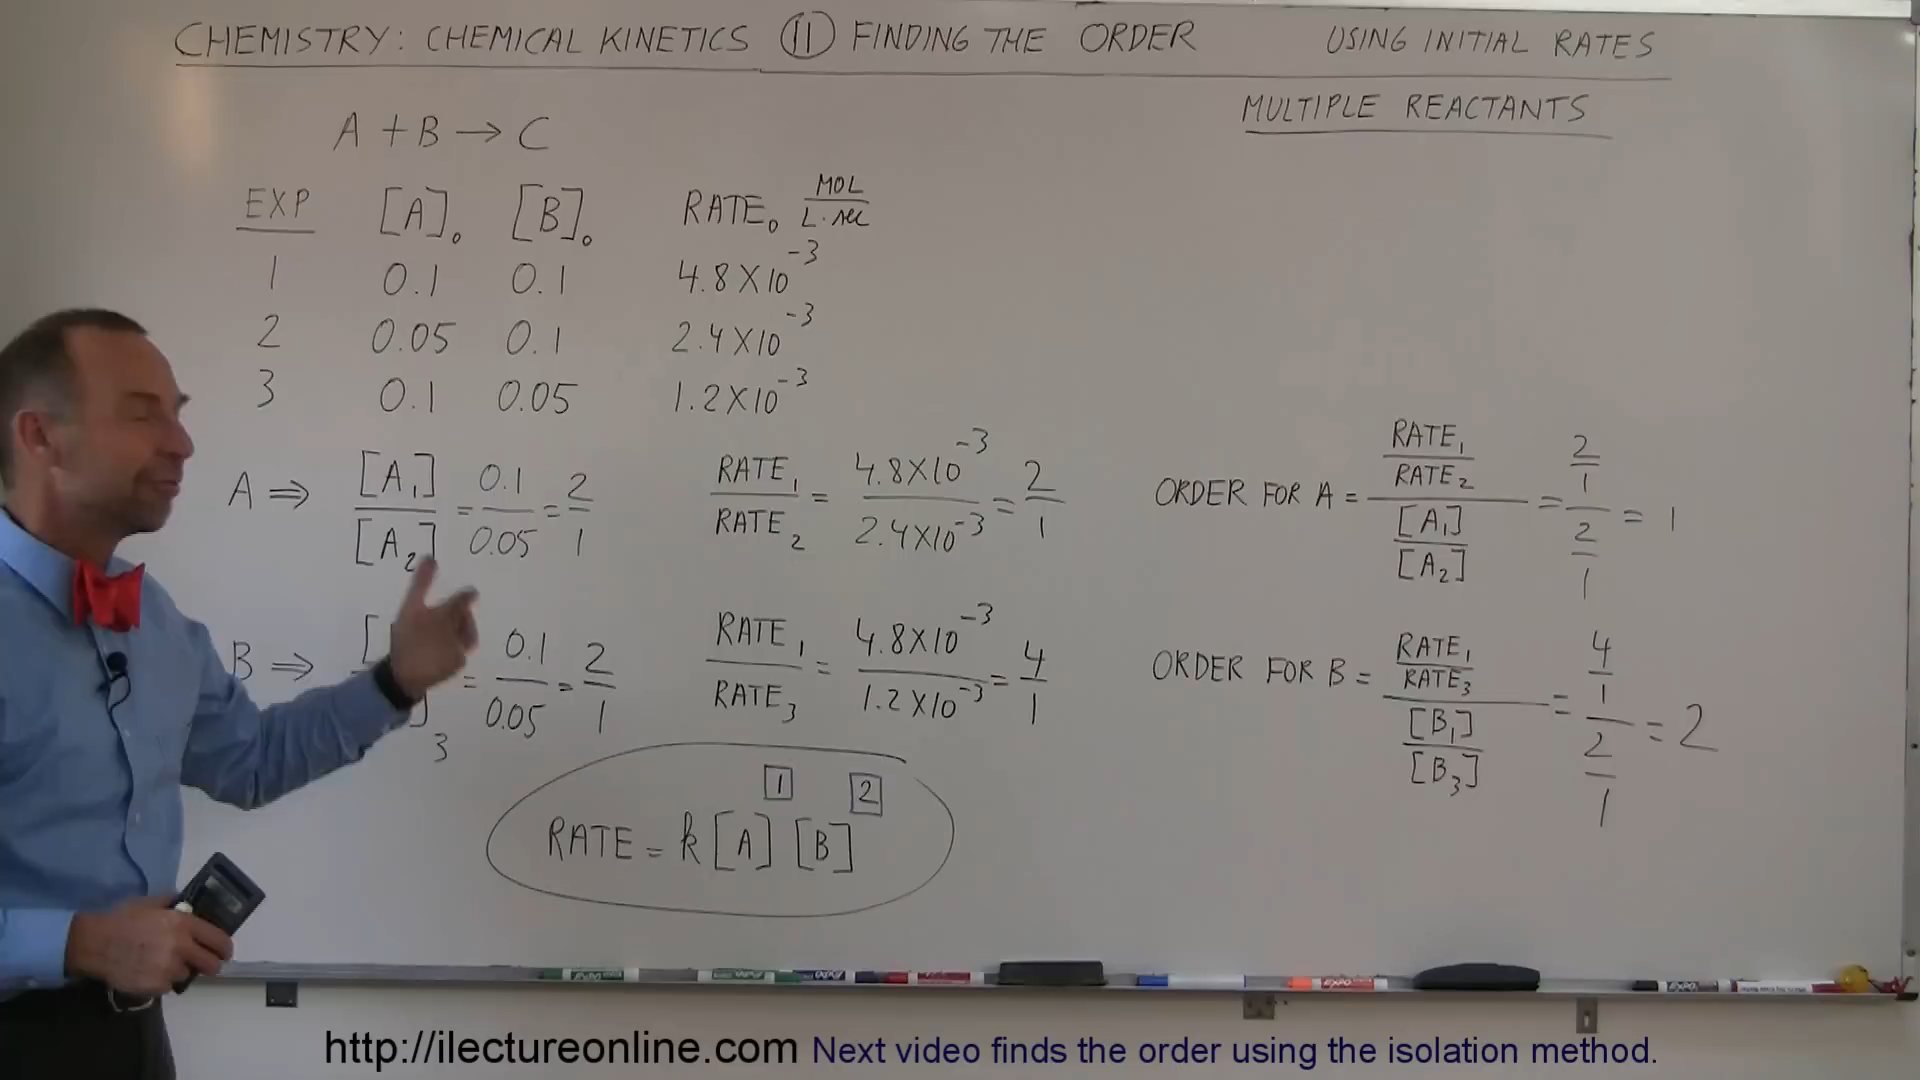 CHEMISTRY: CHEMICAL KINETICS ⑪ FINDING THE ORDER USING INITIAL RATES
MULTIPLE REACTANTS
A + B → C
EXP [A]₀ [B]₀ RATE₀ MOL/L·sec
1 0.1 0.1 4.8 X 10⁻³
2 0.05 0.1 2.4 X 10⁻³
3 0.1 0.05 1.2 X 10⁻³
A ⇒ [A₁]/[A₂] = 0.1/0.05 = 2/1 RATE₁/RATE₂ = 4.8X10⁻³/2.4X10⁻³ = 2/1 ORDER FOR A = (RATE₁/RATE₂)/([A₁]/[A₂]) = (2/1)/(2/1) = 1
B ⇒ [ ]₃ = 0.1/0.05 = 2/1 RATE₁/RATE₃ = 4.8X10⁻³/1.2X10⁻³ = 4/1 ORDER FOR B = (RATE₁/RATE₃)/([B₁]/[B₃]) = (4/1)/(2/1) = 2
RATE = k[A]¹[B]²
http://ilectureonline.com Next video finds the order using the isolation method.